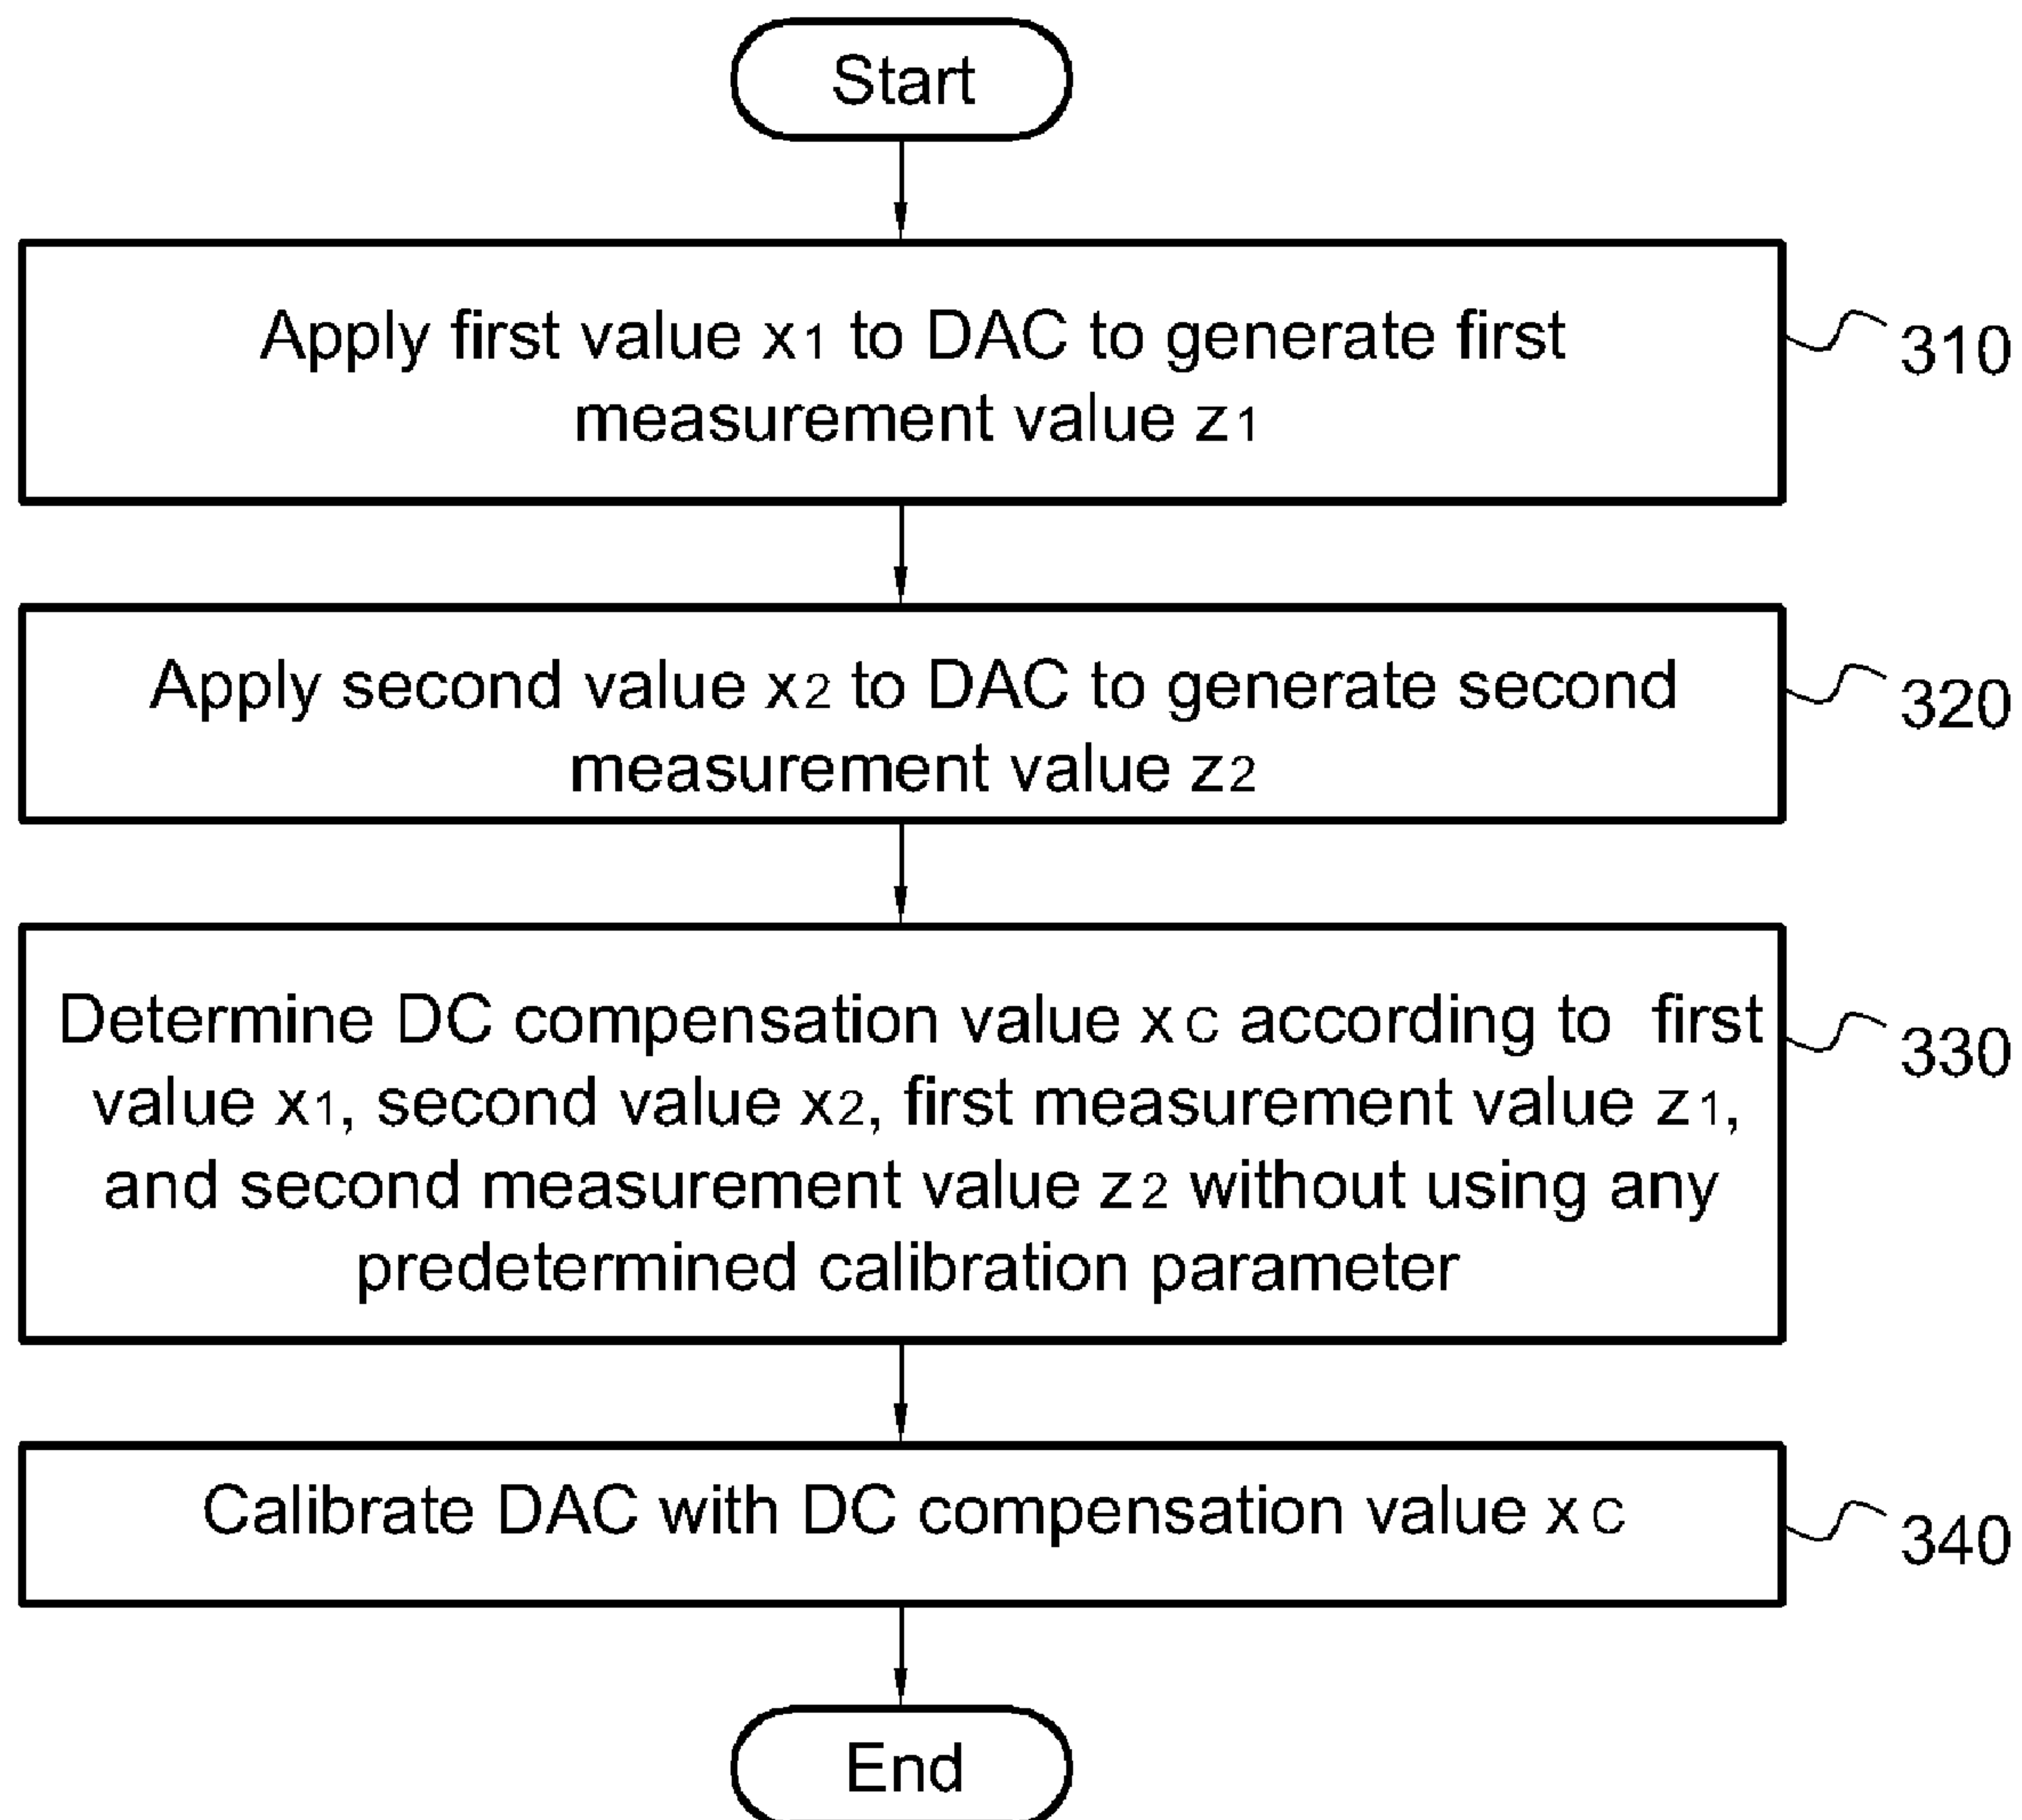 Start
Apply first value x1 to DAC to generate first
measurement value z1
310
Apply second value x2 to DAC to generate second
measurement value z2
320
Determine DC compensation value xC according to first
value x1, second value x2, first measurement value z1,
and second measurement value z2 without using any
predetermined calibration parameter
330
Calibrate DAC with DC compensation value xC
340
End